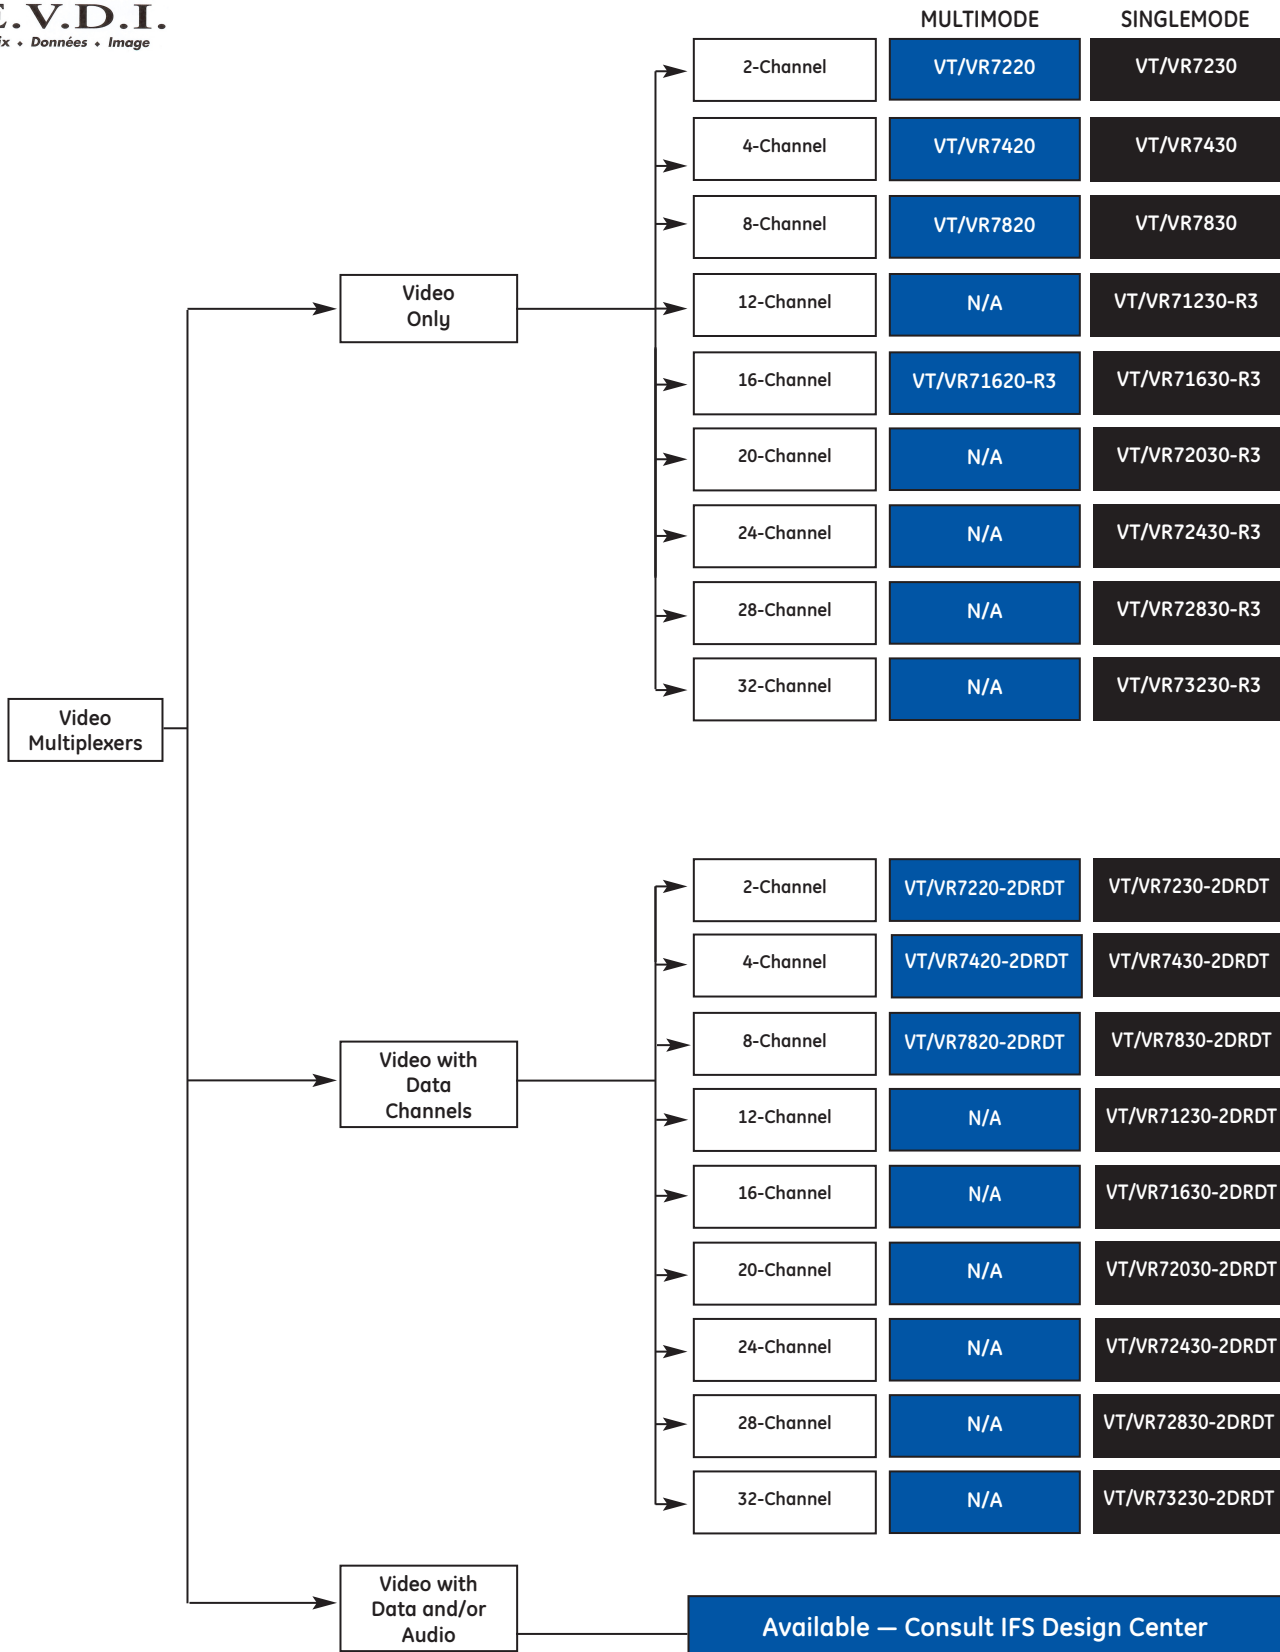 E.V.D.I.
ix ⬥ Données ⬥ Image
MULTIMODE SINGLEMODE
2-Channel VT/VR7220 VT/VR7230
4-Channel VT/VR7420 VT/VR7430
8-Channel VT/VR7820 VT/VR7830
Video
Only
12-Channel N/A VT/VR71230-R3
16-Channel VT/VR71620-R3 VT/VR71630-R3
20-Channel N/A VT/VR72030-R3
24-Channel N/A VT/VR72430-R3
28-Channel N/A VT/VR72830-R3
32-Channel N/A VT/VR73230-R3
Video
Multiplexers
2-Channel VT/VR7220-2DRDT VT/VR7230-2DRDT
4-Channel VT/VR7420-2DRDT VT/VR7430-2DRDT
8-Channel VT/VR7820-2DRDT VT/VR7830-2DRDT
Video with
Data
Channels
12-Channel N/A VT/VR71230-2DRDT
16-Channel N/A VT/VR71630-2DRDT
20-Channel N/A VT/VR72030-2DRDT
24-Channel N/A VT/VR72430-2DRDT
28-Channel N/A VT/VR72830-2DRDT
32-Channel N/A VT/VR73230-2DRDT
Video with
Data and/or
Audio
Available — Consult IFS Design Center